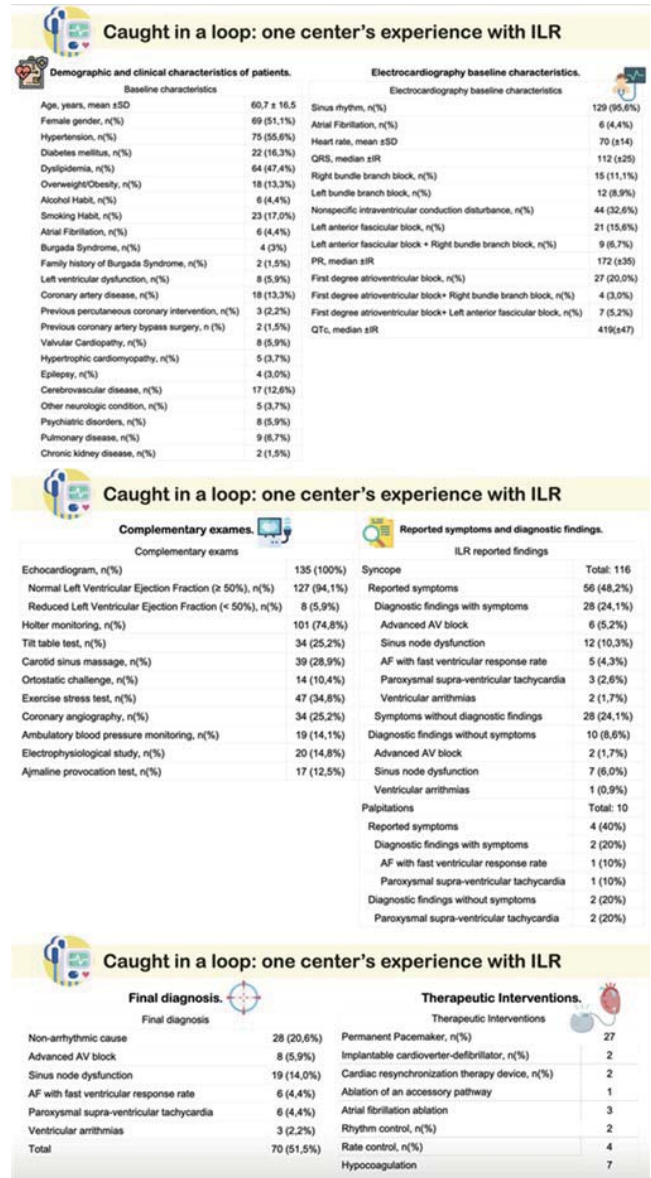 Caught in a loop: one center's experience with ILR
Demographic and clinical characteristics of patients.
Baseline characteristics
Age, years, mean ±SD 60,7 ± 16,5
Female gender, n(%) 69 (51,1%)
Hypertension, n(%) 75 (55,6%)
Diabetes mellitus, n(%) 22 (16,3%)
Dyslipidemia, n(%) 64 (47,4%)
Overweight/Obesity, n(%) 18 (13,3%)
Alcohol Habit, n(%) 6 (4,4%)
Smoking Habit, n(%) 23 (17,0%)
Atrial Fibrillation, n(%) 6 (4,4%)
Burgada Syndrome, n(%) 4 (3%)
Family history of Burgada Syndrome, n(%) 2 (1,5%)
Left ventricular dysfunction, n(%) 8 (5,9%)
Coronary artery disease, n(%) 18 (13,3%)
Previous percutaneous coronary intervention, n(%) 3 (2,2%)
Previous coronary artery bypass surgery, n (%) 2 (1,5%)
Valvular Cardiopathy, n(%) 8 (5,9%)
Hypertrophic cardiomyopathy, n(%) 5 (3,7%)
Epilepsy, n(%) 4 (3,0%)
Cerebrovascular disease, n(%) 17 (12,6%)
Other neurologic condition, n(%) 5 (3,7%)
Psychiatric disorders, n(%) 8 (5,9%)
Pulmonary disease, n(%) 9 (6,7%)
Chronic kidney disease, n(%) 2 (1,5%)
Electrocardiography baseline characteristics.
Electrocardiography baseline characteristics
Sinus rhythm, n(%) 129 (95,6%)
Atrial Fibrillation, n(%) 6 (4,4%)
Heart rate, mean ±SD 70 (±14)
QRS, median ±IR 112 (±25)
Right bundle branch block, n(%) 15 (11,1%)
Left bundle branch block, n(%) 12 (8,9%)
Nonspecific intraventricular conduction disturbance, n(%) 44 (32,6%)
Left anterior fascicular block, n(%) 21 (15,6%)
Left anterior fascicular block + Right bundle branch block, n(%) 9 (6,7%)
PR, median ±IR 172 (±35)
First degree atrioventricular block, n(%) 27 (20,0%)
First degree atrioventricular block+ Right bundle branch block, n(%) 4 (3,0%)
First degree atrioventricular block+ Left anterior fascicular block, n(%) 7 (5,2%)
QTc, median ±IR 419(±47)
Caught in a loop: one center's experience with ILR
Complementary exames.
Complementary exams
Echocardiogram, n(%) 135 (100%)
Normal Left Ventricular Ejection Fraction (≥ 50%), n(%) 127 (94,1%)
Reduced Left Ventricular Ejection Fraction (< 50%), n(%) 8 (5,9%)
Holter monitoring, n(%) 101 (74,8%)
Tilt table test, n(%) 34 (25,2%)
Carotid sinus massage, n(%) 39 (28,9%)
Ortostatic challenge, n(%) 14 (10,4%)
Exercise stress test, n(%) 47 (34,8%)
Coronary angiography, n(%) 34 (25,2%)
Ambulatory blood pressure monitoring, n(%) 19 (14,1%)
Electrophysiological study, n(%) 20 (14,8%)
Ajmaline provocation test, n(%) 17 (12,5%)
Reported symptoms and diagnostic findings.
ILR reported findings
Syncope Total: 116
Reported symptoms 56 (48,2%)
Diagnostic findings with symptoms 28 (24,1%)
Advanced AV block 6 (5,2%)
Sinus node dysfunction 12 (10,3%)
AF with fast ventricular response rate 5 (4,3%)
Paroxysmal supra-ventricular tachycardia 3 (2,6%)
Ventricular arrithmias 2 (1,7%)
Symptoms without diagnostic findings 28 (24,1%)
Diagnostic findings without symptoms 10 (8,6%)
Advanced AV block 2 (1,7%)
Sinus node dysfunction 7 (6,0%)
Ventricular arrithmias 1 (0,9%)
Palpitations Total: 10
Reported symptoms 4 (40%)
Diagnostic findings with symptoms 2 (20%)
AF with fast ventricular response rate 1 (10%)
Paroxysmal supra-ventricular tachycardia 1 (10%)
Diagnostic findings without symptoms 2 (20%)
Paroxysmal supra-ventricular tachycardia 2 (20%)
Caught in a loop: one center's experience with ILR
Final diagnosis.
Final diagnosis
Non-arrhythmic cause 28 (20,6%)
Advanced AV block 8 (5,9%)
Sinus node dysfunction 19 (14,0%)
AF with fast ventricular response rate 6 (4,4%)
Paroxysmal supra-ventricular tachycardia 6 (4,4%)
Ventricular arrithmias 3 (2,2%)
Total 70 (51,5%)
Therapeutic Interventions.
Therapeutic Interventions
Permanent Pacemaker, n(%) 27
Implantable cardioverter-defibrillator, n(%) 2
Cardiac resynchronization therapy device, n(%) 2
Ablation of an accessory pathway 1
Atrial fibrillation ablation 3
Rhythm control, n(%) 2
Rate control, n(%) 4
Hypocoagulation 7